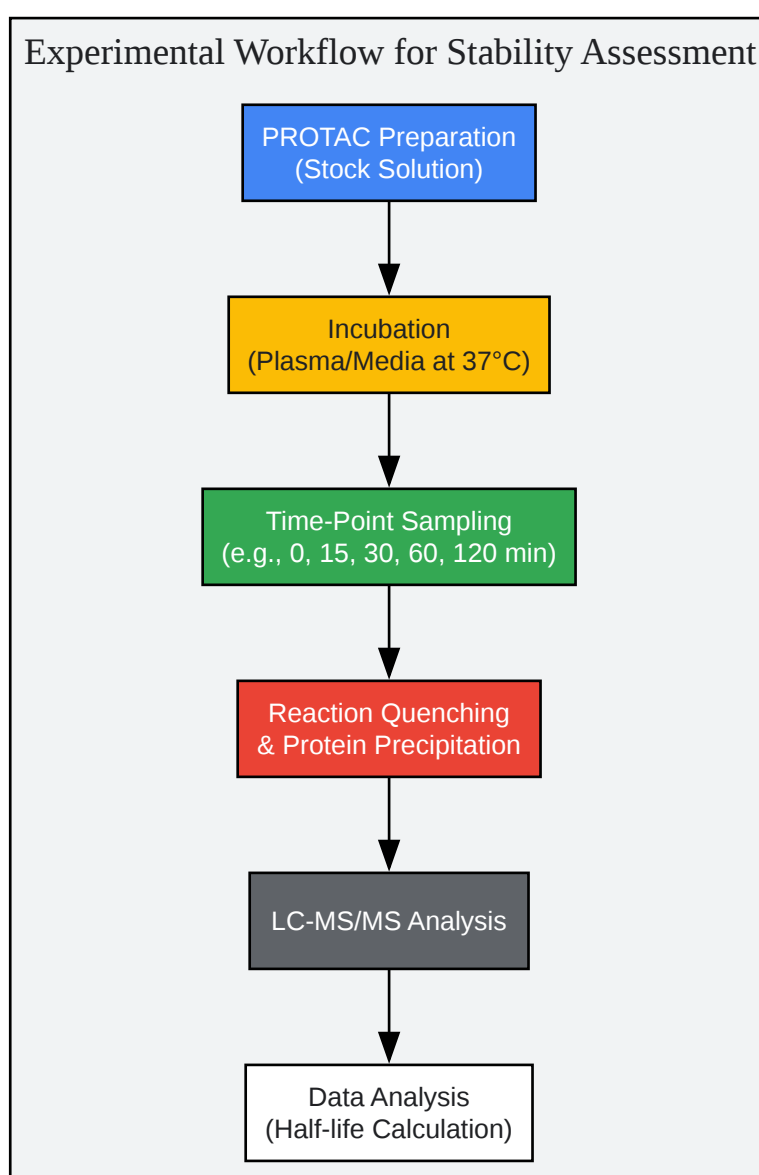 Experimental Workflow for Stability Assessment
PROTAC Preparation
(Stock Solution)
Incubation
(Plasma/Media at 37°C)
Time-Point Sampling
(e.g., 0, 15, 30, 60, 120 min)
Reaction Quenching
& Protein Precipitation
LC-MS/MS Analysis
Data Analysis
(Half-life Calculation)